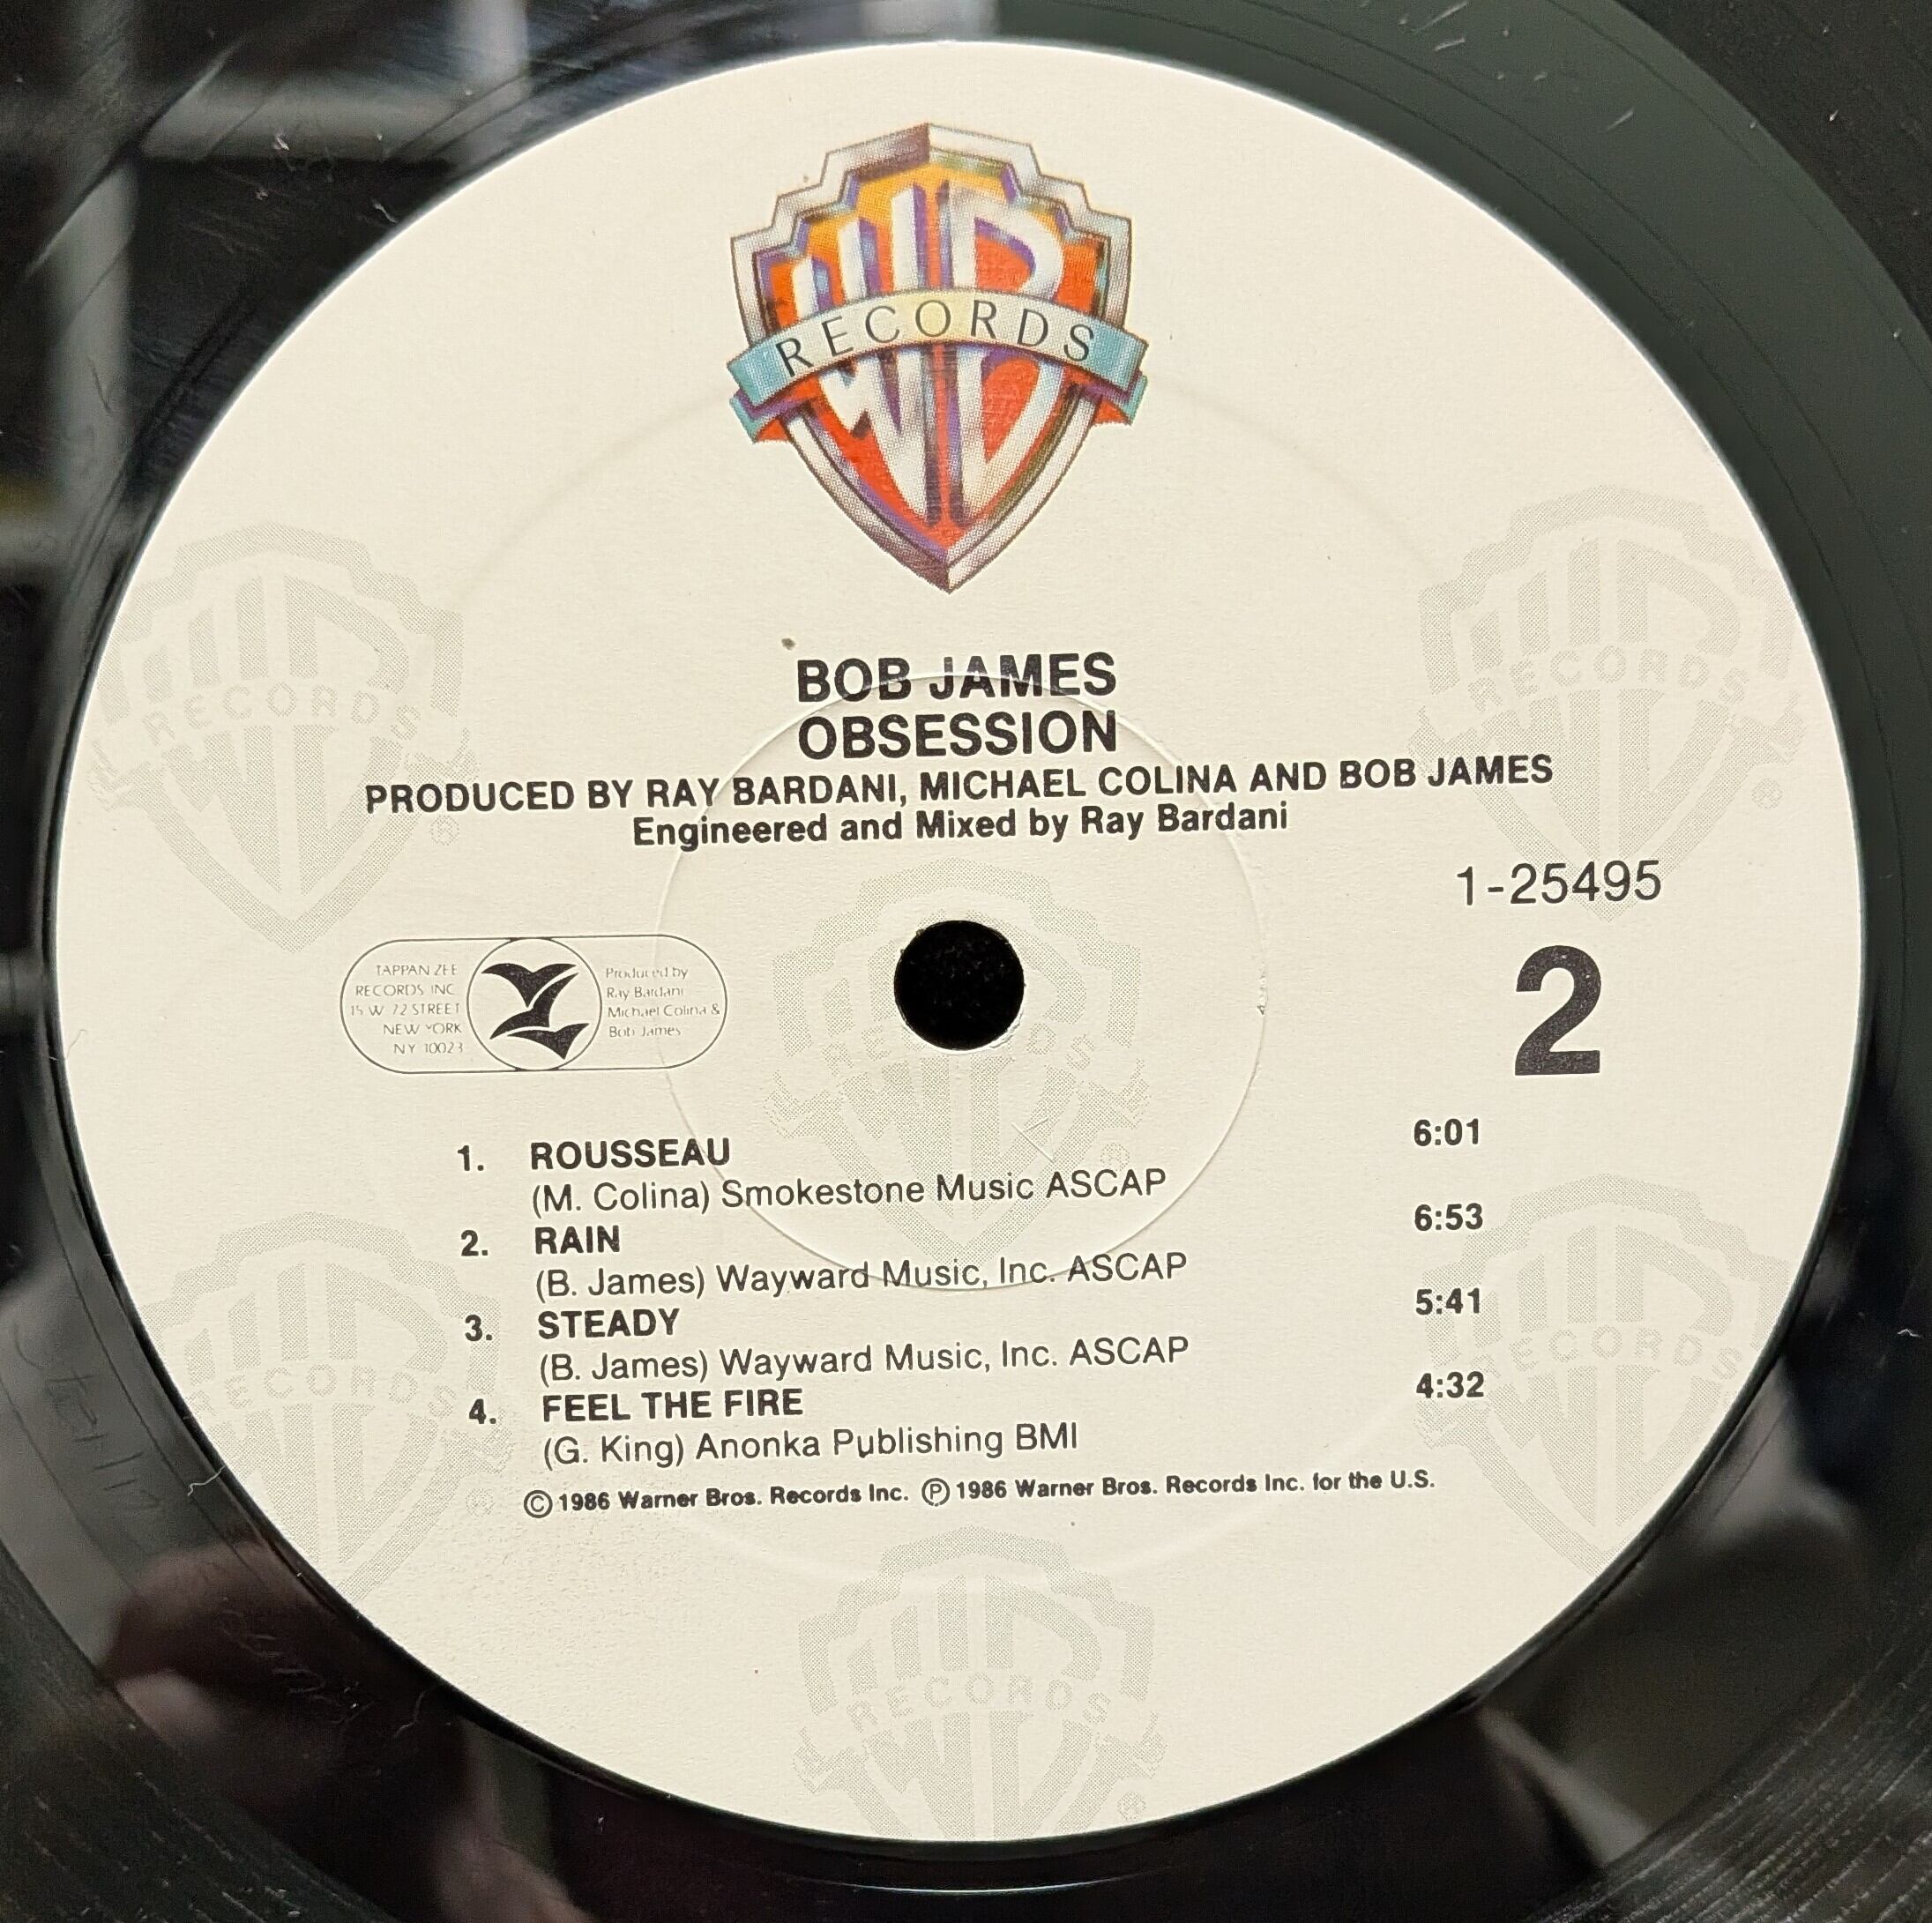 WB
RECORDS
BOB JAMES
OBSESSION
PRODUCED BY RAY BARDANI, MICHAEL COLINA AND BOB JAMES
Engineered and Mixed by Ray Bardani
1-25495
2
TAPPAN ZEE
RECORDS INC
15 W 72 STREET
NEW YORK
NY 10023
Produced by
Ray Bardani
Michael Colina &
Bob James
1. ROUSSEAU 6:01
(M. Colina) Smokestone Music ASCAP
2. RAIN 6:53
(B. James) Wayward Music, Inc. ASCAP
3. STEADY 5:41
(B. James) Wayward Music, Inc. ASCAP
4. FEEL THE FIRE 4:32
(G. King) Anonka Publishing BMI
© 1986 Warner Bros. Records Inc. ℗ 1986 Warner Bros. Records Inc. for the U.S.